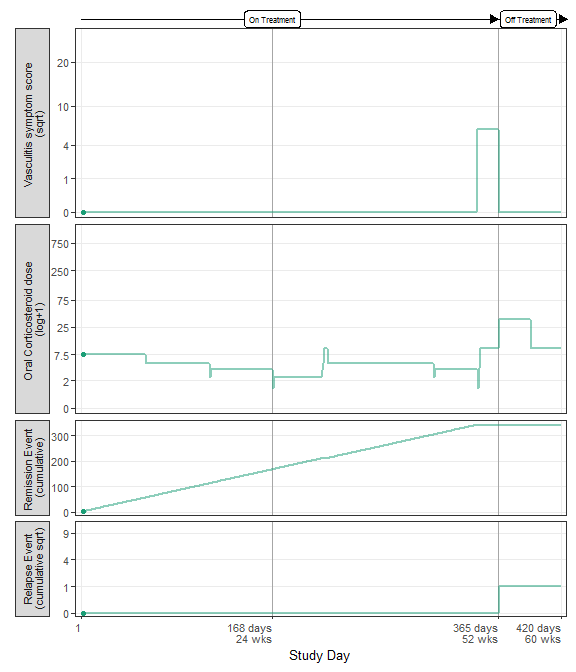 On Treatment
Off Treatment
Vasculitis symptom score
(sqrt)
20
10
4
1
0
Oral Corticosteroid dose
(log+1)
750
250
75
25
7.5
2
0
Remission Event
(cumulative)
300
200
100
0
Relapse Event
(cumulative sqrt)
9
4
1
0
1
168 days
24 wks
365 days
52 wks
420 days
60 wks
Study Day